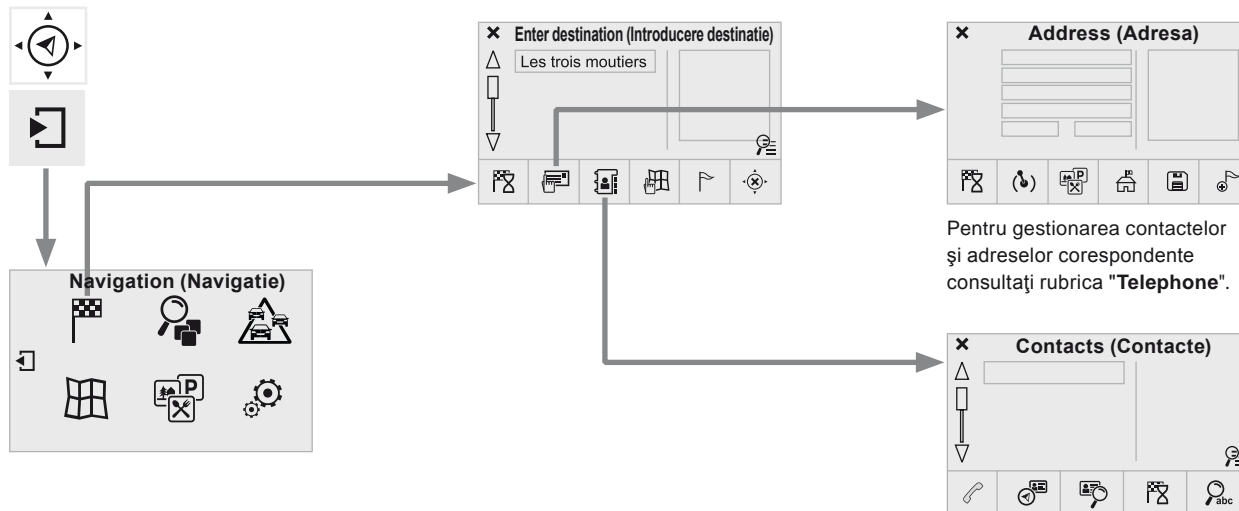 Enter destination (Introducere destinatie)
Les trois moutiers
Address (Adresa)
Pentru gestionarea contactelor
şi adreselor corespondente
consultaţi rubrica "Telephone".
Navigation (Navigatie)
P
P
Contacts (Contacte)
abc